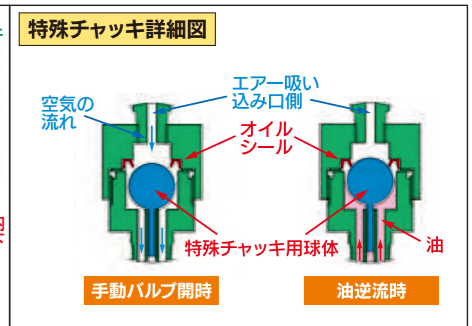 特殊チャッキ詳細図
空気の
流れ
エアー吸い
込み口側
オイル
シール
特殊チャッキ用球体
油
手動バルブ開時
油逆流時